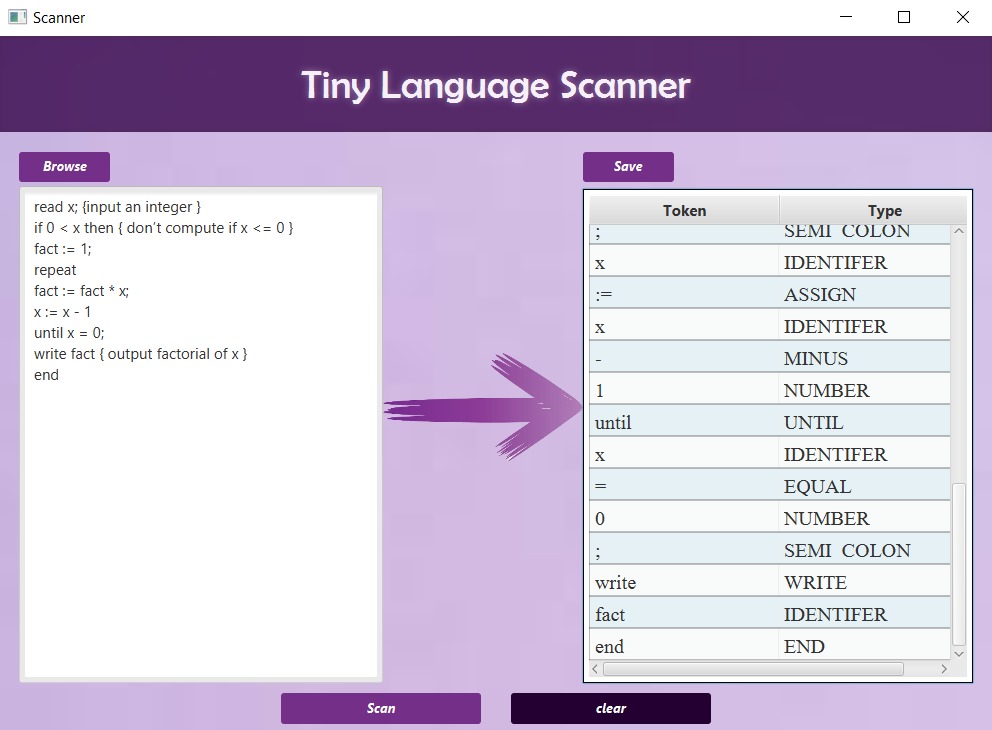 Scanner
Tiny Language Scanner
Browse
read x; {input an integer }
if 0 < x then { don't compute if x <= 0 }
fact := 1;
repeat
fact := fact * x;
x := x - 1
until x = 0;
write fact { output factorial of x }
end
Save
Token Type
; SEMI_COLON
x IDENTIFER
:= ASSIGN
x IDENTIFER
- MINUS
1 NUMBER
until UNTIL
x IDENTIFER
= EQUAL
0 NUMBER
; SEMI_COLON
write WRITE
fact IDENTIFER
end END
Scan clear